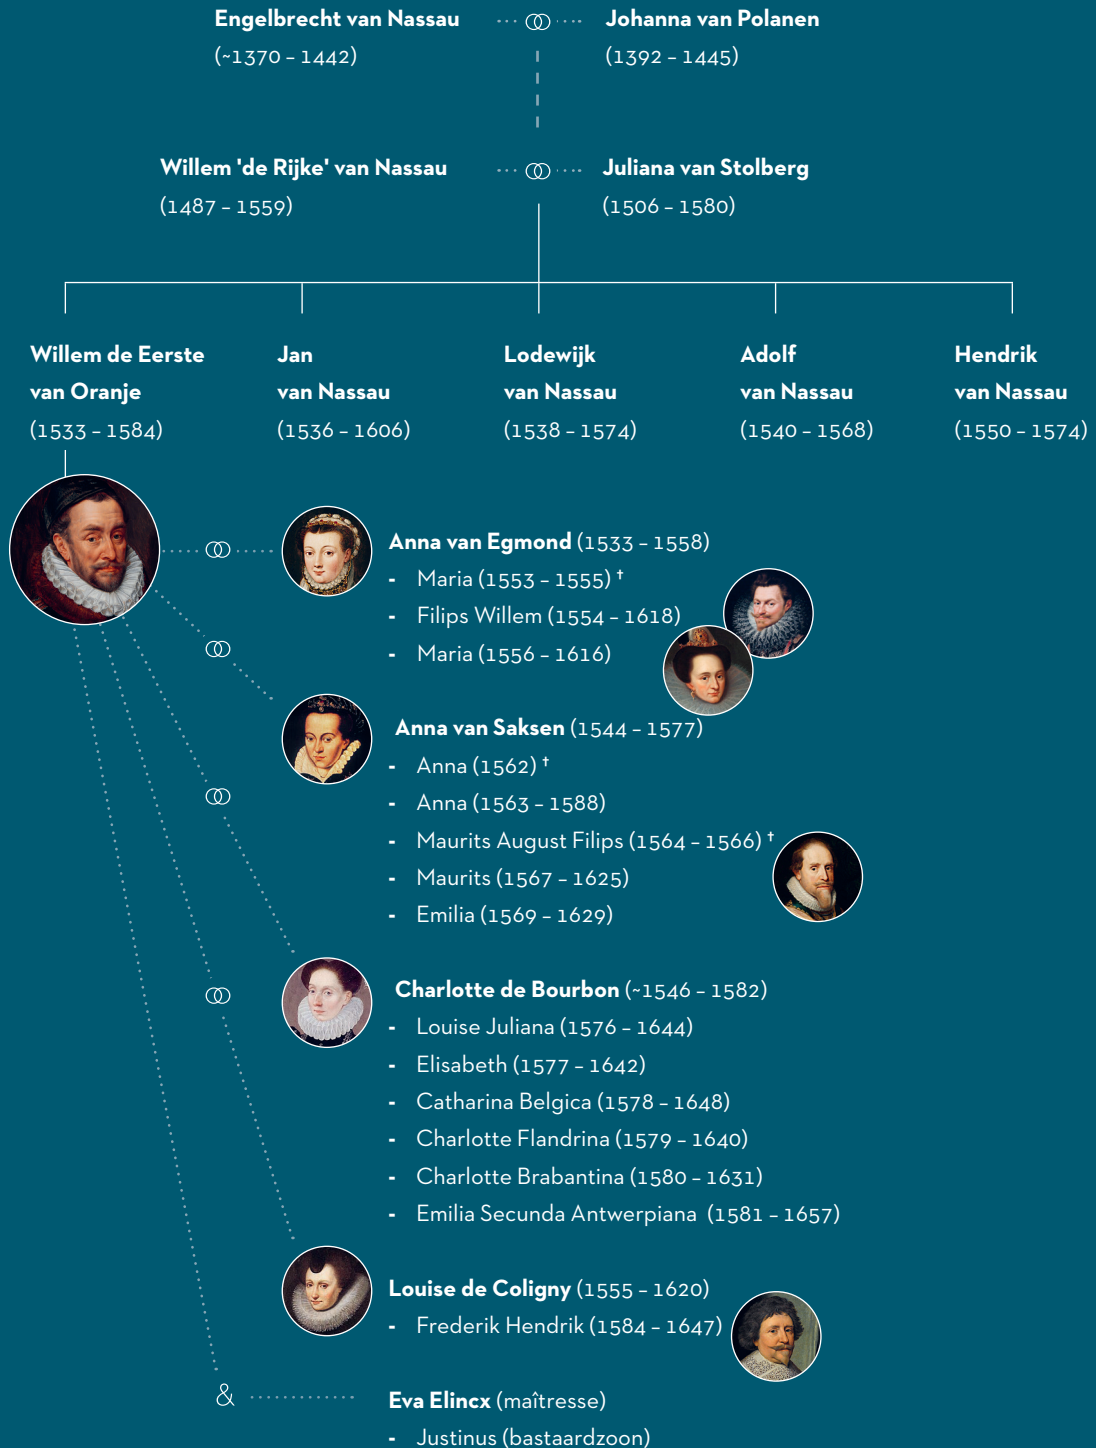 Engelbrecht van Nassau Johanna van Polanen
(~1370 – 1442) (1392 – 1445)
Willem 'de Rijke' van Nassau Juliana van Stolberg
(1487 – 1559) (1506 – 1580)
Willem de Eerste
van Oranje
(1533 – 1584)
Jan
van Nassau
(1536 – 1606)
Lodewijk
van Nassau
(1538 – 1574)
Adolf
van Nassau
(1540 – 1568)
Hendrik
van Nassau
(1550 – 1574)
Anna van Egmond (1533 – 1558)
- Maria (1553 – 1555) †
- Filips Willem (1554 – 1618)
- Maria (1556 – 1616)
Anna van Saksen (1544 – 1577)
- Anna (1562) †
- Anna (1563 – 1588)
- Maurits August Filips (1564 – 1566) †
- Maurits (1567 – 1625)
- Emilia (1569 – 1629)
Charlotte de Bourbon (~1546 – 1582)
- Louise Juliana (1576 – 1644)
- Elisabeth (1577 – 1642)
- Catharina Belgica (1578 – 1648)
- Charlotte Flandrina (1579 – 1640)
- Charlotte Brabantina (1580 – 1631)
- Emilia Secunda Antwerpiana (1581 – 1657)
Louise de Coligny (1555 – 1620)
- Frederik Hendrik (1584 – 1647)
& Eva Elincx (maîtresse)
- Justinus (bastaardzoon)